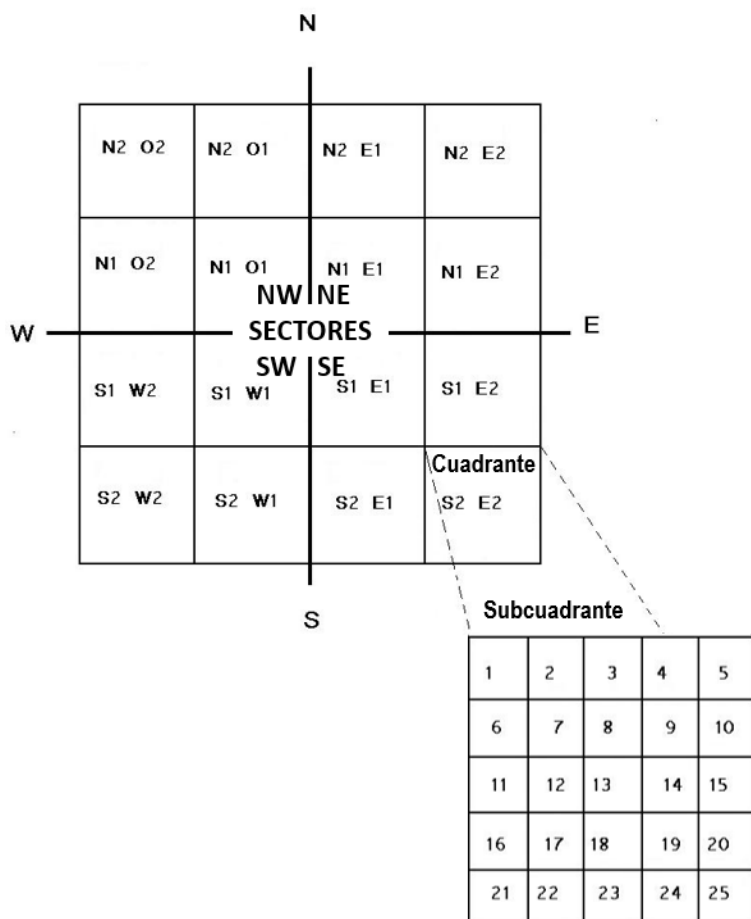 N
N2 O2 N2 O1 N2 E1 N2 E2
N1 O2 N1 O1 N1 E1 N1 E2
NW NE
W SECTORES E
SW SE
S1 W2 S1 W1 S1 E1 S1 E2
Cuadrante
S2 W2 S2 W1 S2 E1 S2 E2
S
Subcuadrante
1 2 3 4 5
6 7 8 9 10
11 12 13 14 15
16 17 18 19 20
21 22 23 24 25